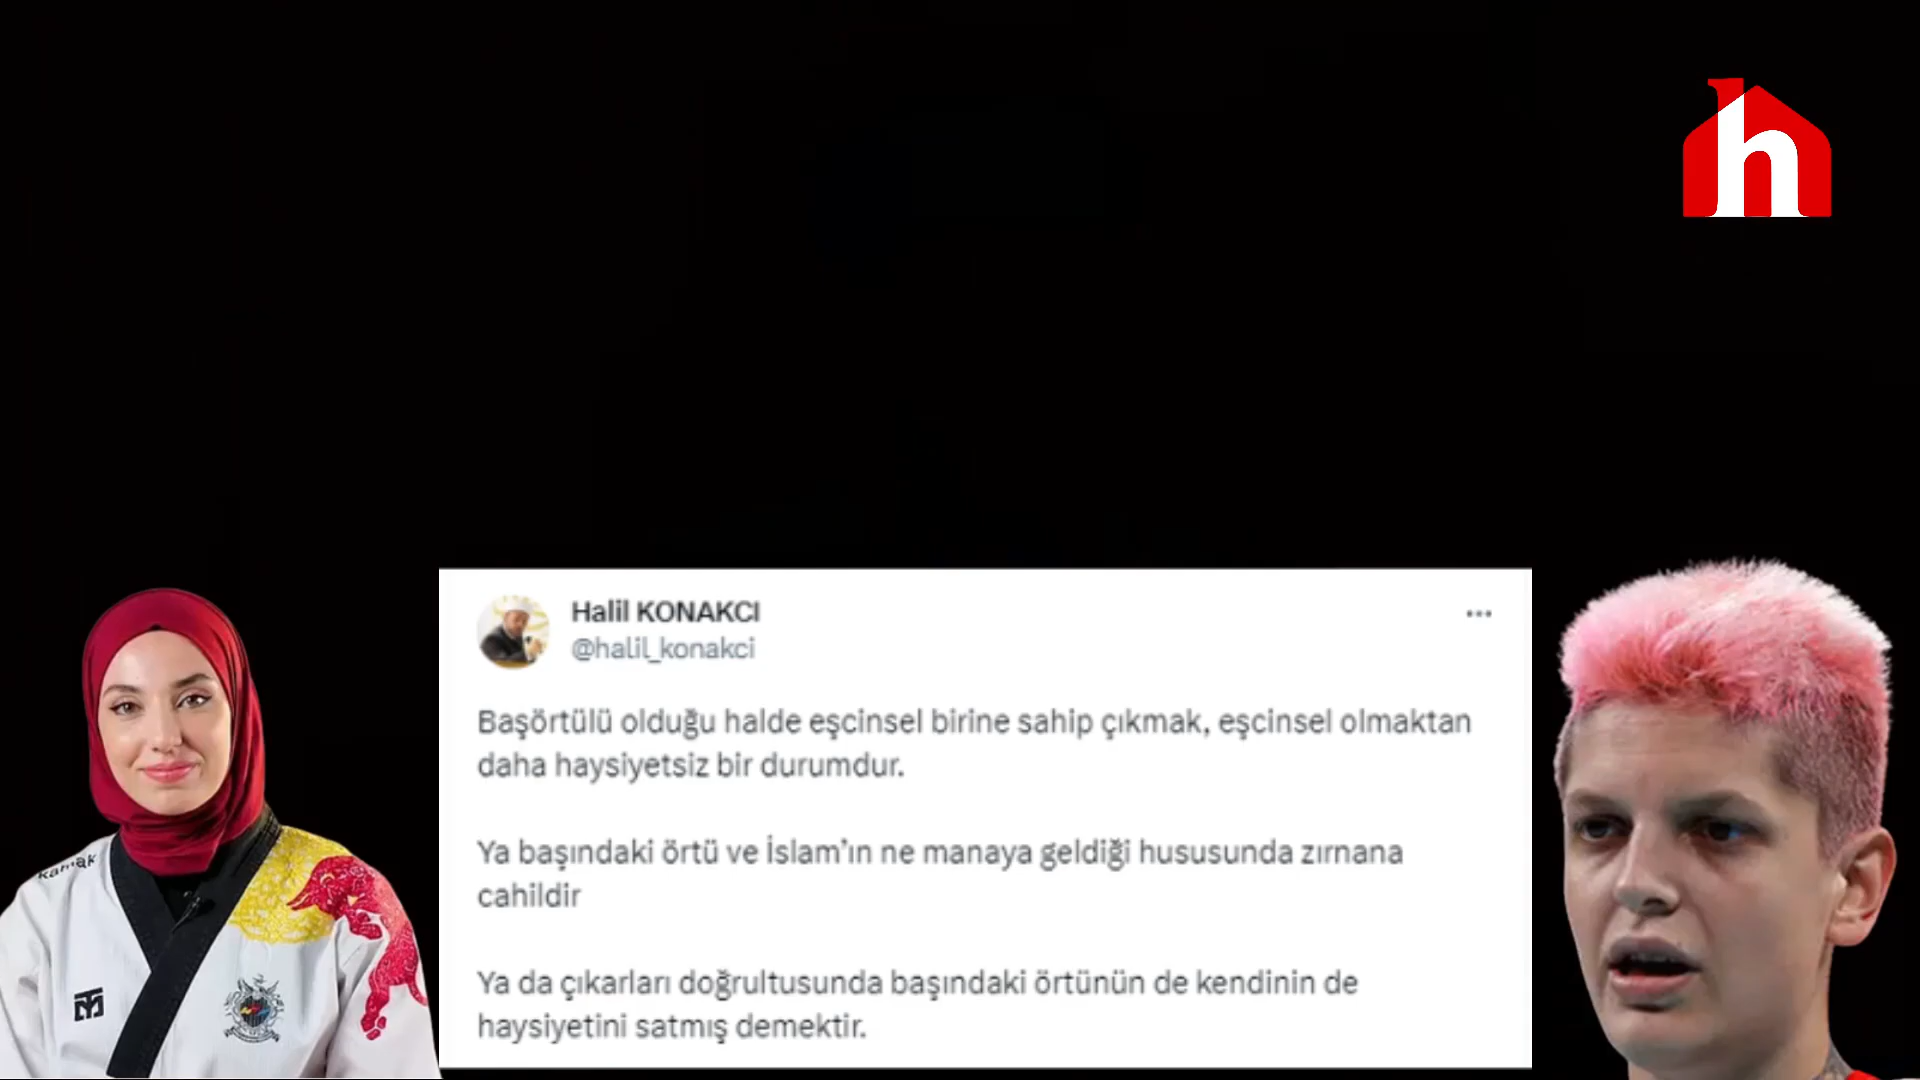 h
Halil KONAKCI
@halil_konakci
Başörtülü olduğu halde eşcinsel birine sahip çıkmak, eşcinsel olmaktan
daha haysiyetsiz bir durumdur.
Ya başındaki örtü ve İslam’ın ne manaya geldiği hususunda zırnana
cahildir
Ya da çıkarları doğrultusunda başındaki örtünün de kendinin de
haysiyetini satmış demektir.